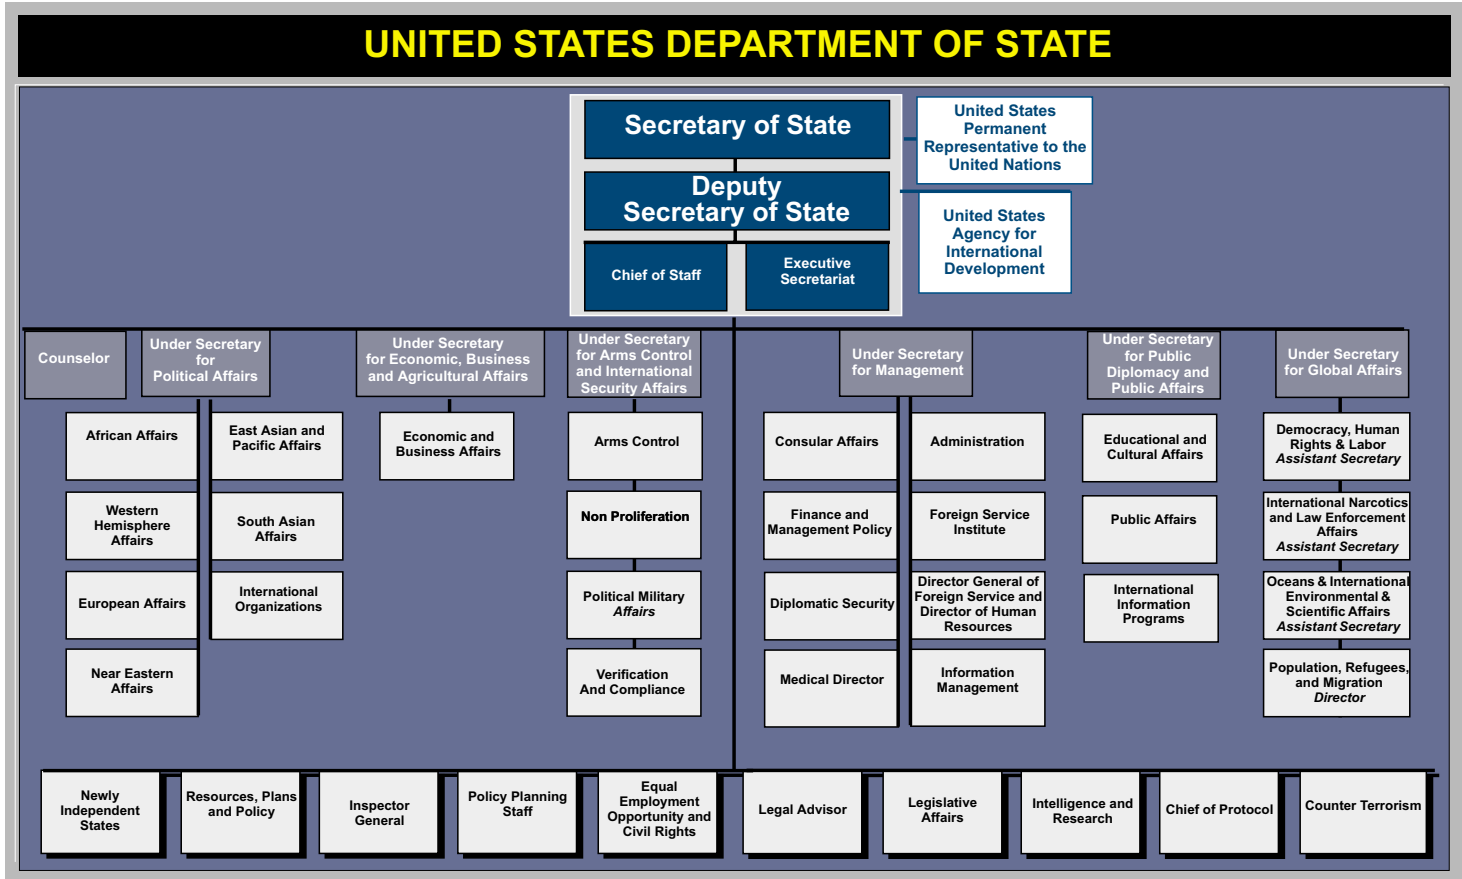 UNITED STATES DEPARTMENT OF STATE
Secretary of State
United States
Permanent
Representative to the
United Nations
Deputy
Secretary of State
United States
Agency for
International
Development
Chief of Staff
Executive
Secretariat
Counselor
Under Secretary
for
Political Affairs
Under Secretary
for Economic, Business
and Agricultural Affairs
Under Secretary
for Arms Control
and International
Security Affairs
Under Secretary
for Management
Under Secretary
for Public
Diplomacy and
Public Affairs
Under Secretary
for Global Affairs
African Affairs
East Asian and
Pacific Affairs
Economic and
Business Affairs
Arms Control
Consular Affairs
Administration
Educational and
Cultural Affairs
Democracy, Human
Rights & Labor
Assistant Secretary
Western
Hemisphere
Affairs
South Asian
Affairs
Non Proliferation
Finance and
Management Policy
Foreign Service
Institute
Public Affairs
International Narcotics
and Law Enforcement
Affairs
Assistant Secretary
European Affairs
International
Organizations
Political Military
Affairs
Diplomatic Security
Director General of
Foreign Service and
Director of Human
Resources
International
Information
Programs
Oceans & International
Environmental &
Scientific Affairs
Assistant Secretary
Near Eastern
Affairs
Verification
And Compliance
Medical Director
Information
Management
Population, Refugees,
and Migration
Director
Newly
Independent
States
Resources, Plans
and Policy
Inspector
General
Policy Planning
Staff
Equal
Employment
Opportunity and
Civil Rights
Legal Advisor
Legislative
Affairs
Intelligence and
Research
Chief of Protocol
Counter Terrorism